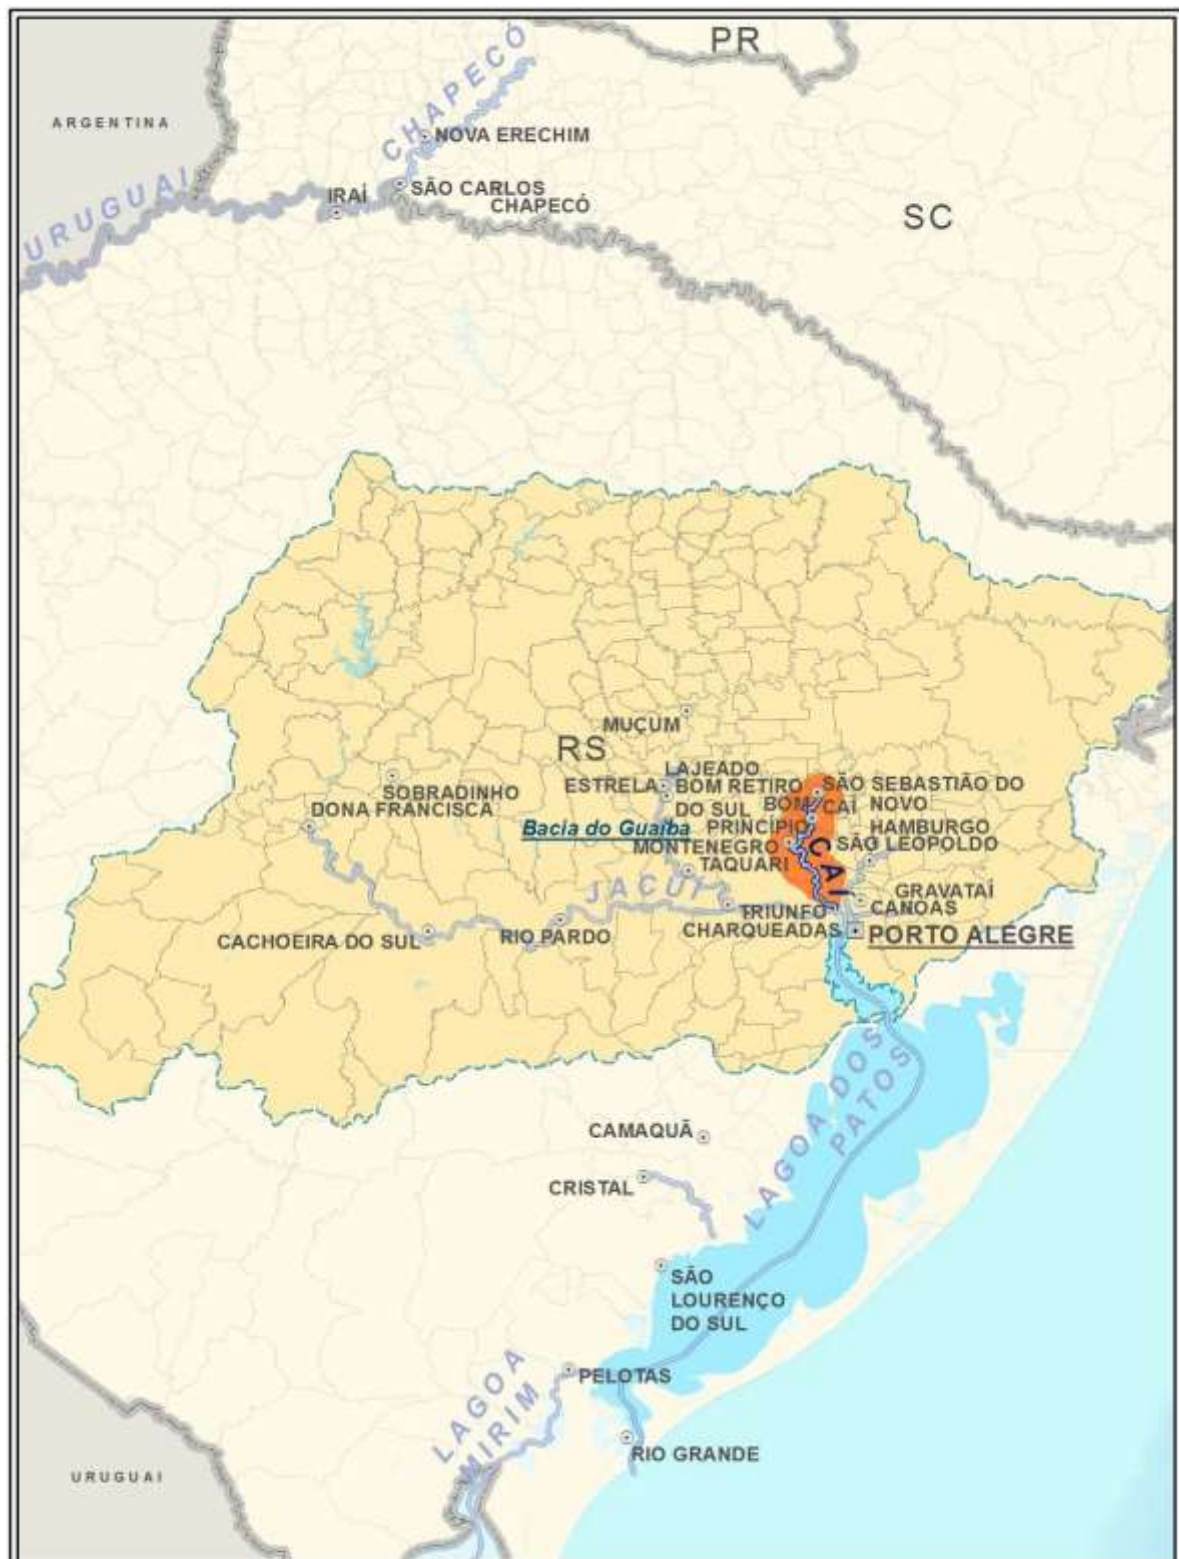 PR
CHAPECÓ
ARGENTINA
NOVA ERECHIM
URUGUAI
IRAÍ
SÃO CARLOS
CHAPECÓ
SC
MUÇUM
RS
LAJEADO
ESTRELA
BOM RETIRO
DO SUL
SÃO SEBASTIÃO DO
CAÍ
SOBRADINHO
DONA FRANCISCA
BOM
PRINCÍPIO
NOVO
HAMBURGO
Bacia do Guaíba
MONTENEGRO
SÃO LEOPOLDO
TAQUARI
CAÍ
JACUÍ
GRAVATAÍ
CANOAS
TRIUNFO
CHARQUEADAS
PORTO ALEGRE
CACHOEIRA DO SUL
RIO PARDO
LAGOA DOS
PATOS
CAMAQUÃ
CRISTAL
SÃO
LOURENÇO
DO SUL
PELOTAS
LAGOA
MIRIM
RIO GRANDE
URUGUAI